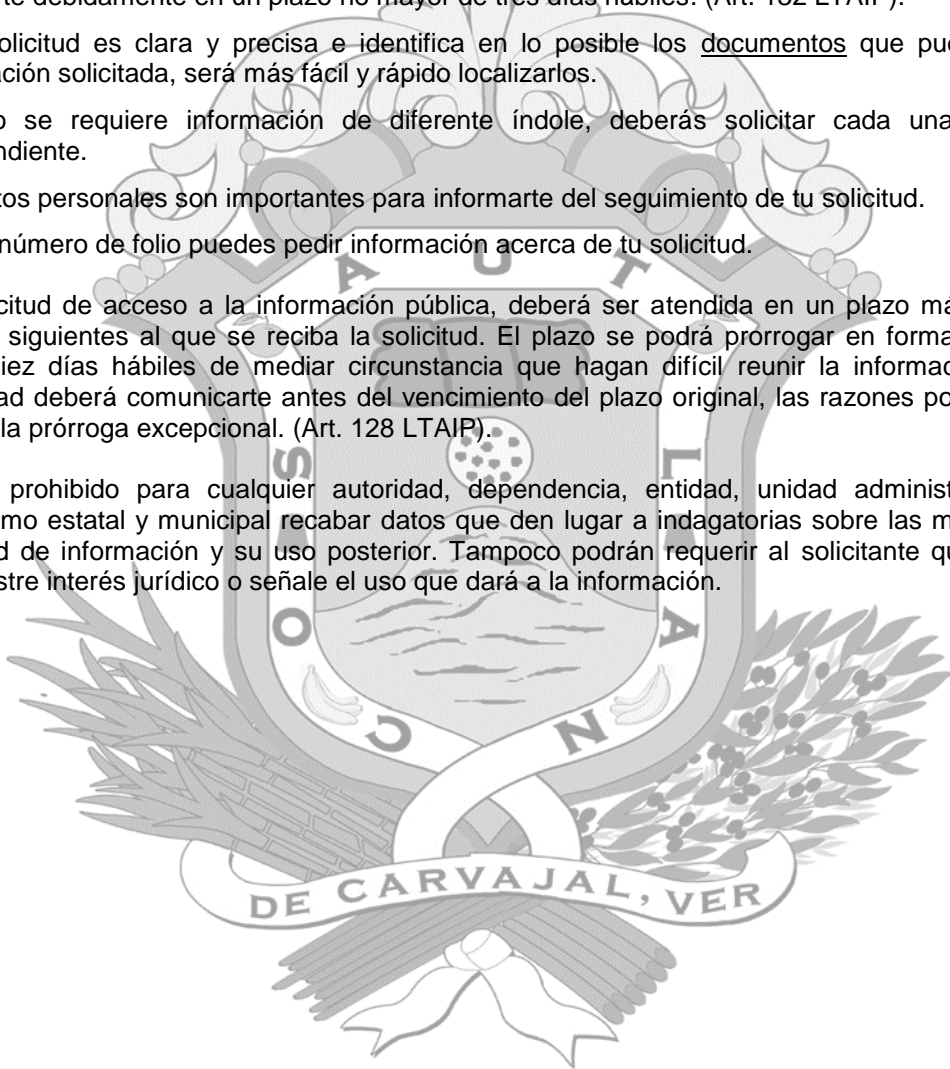 te debidamente en un plazo no mayor de tres días hábiles. (Art. 132 LTAIP).
olicitud es clara y precisa e identifica en lo posible los documentos que pue
ación solicitada, será más fácil y rápido localizarlos.
o se requiere información de diferente índole, deberás solicitar cada una
ndiente.
tos personales son importantes para informarte del seguimiento de tu solicitud.
número de folio puedes pedir información acerca de tu solicitud.
citud de acceso a la información pública, deberá ser atendida en un plazo má
siguientes al que se reciba la solicitud. El plazo se podrá prorrogar en forma
iez días hábiles de mediar circunstancia que hagan difícil reunir la informac
ad deberá comunicarte antes del vencimiento del plazo original, las razones po
la prórroga excepcional. (Art. 128 LTAIP).
prohibido para cualquier autoridad, dependencia, entidad, unidad administ
mo estatal y municipal recabar datos que den lugar a indagatorias sobre las m
d de información y su uso posterior. Tampoco podrán requerir al solicitante qu
stre interés jurídico o señale el uso que dará a la información.
COSAUTLAN
DE CARVAJAL, VER